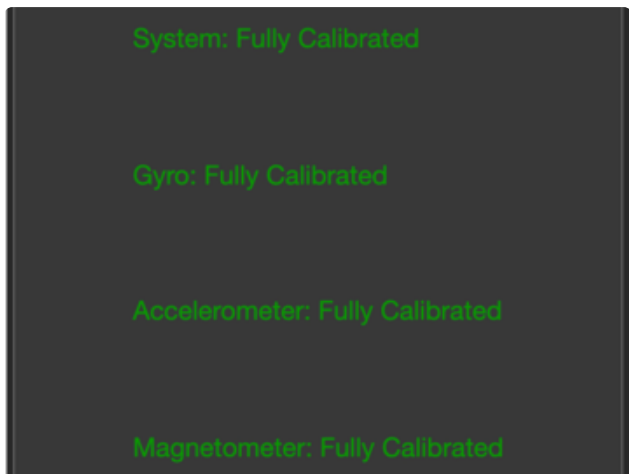 System: Fully Calibrated
Gyro: Fully Calibrated
Accelerometer: Fully Calibrated
Magnetometer: Fully Calibrated